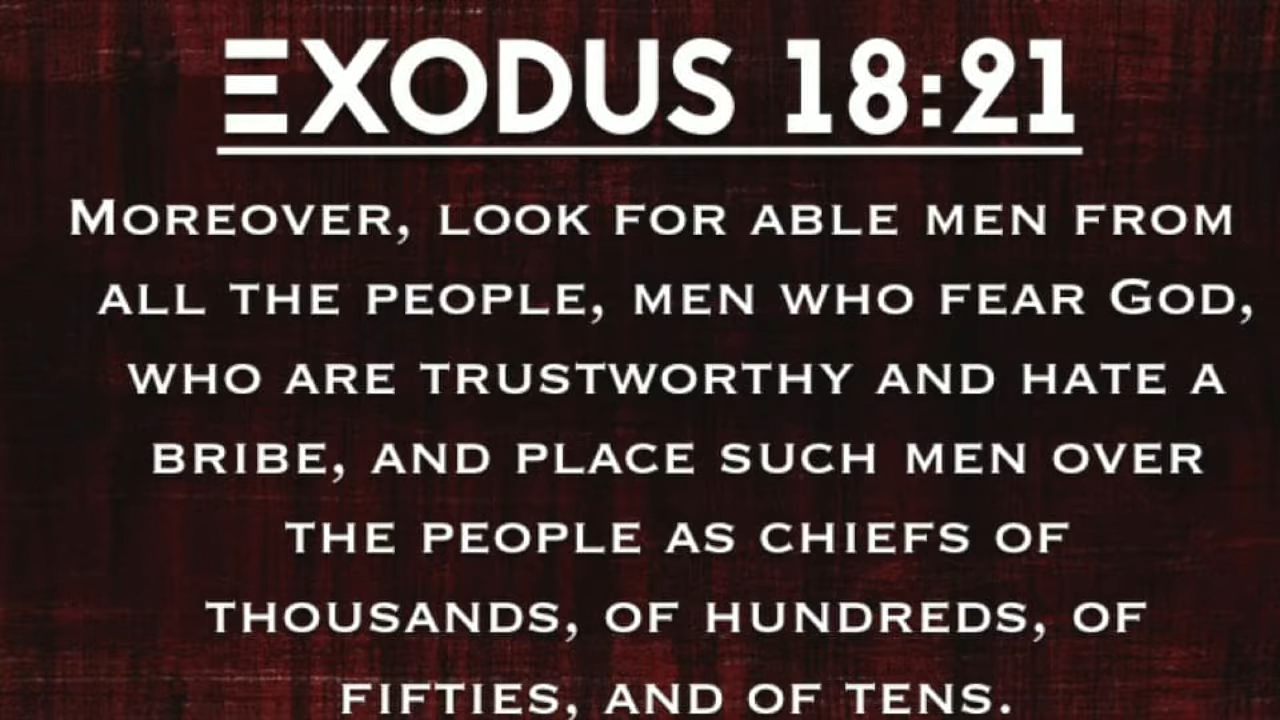 EXODUS 18:21
MOREOVER, LOOK FOR ABLE MEN FROM
ALL THE PEOPLE, MEN WHO FEAR GOD,
WHO ARE TRUSTWORTHY AND HATE A
BRIBE, AND PLACE SUCH MEN OVER
THE PEOPLE AS CHIEFS OF
THOUSANDS, OF HUNDREDS, OF
FIFTIES, AND OF TENS.